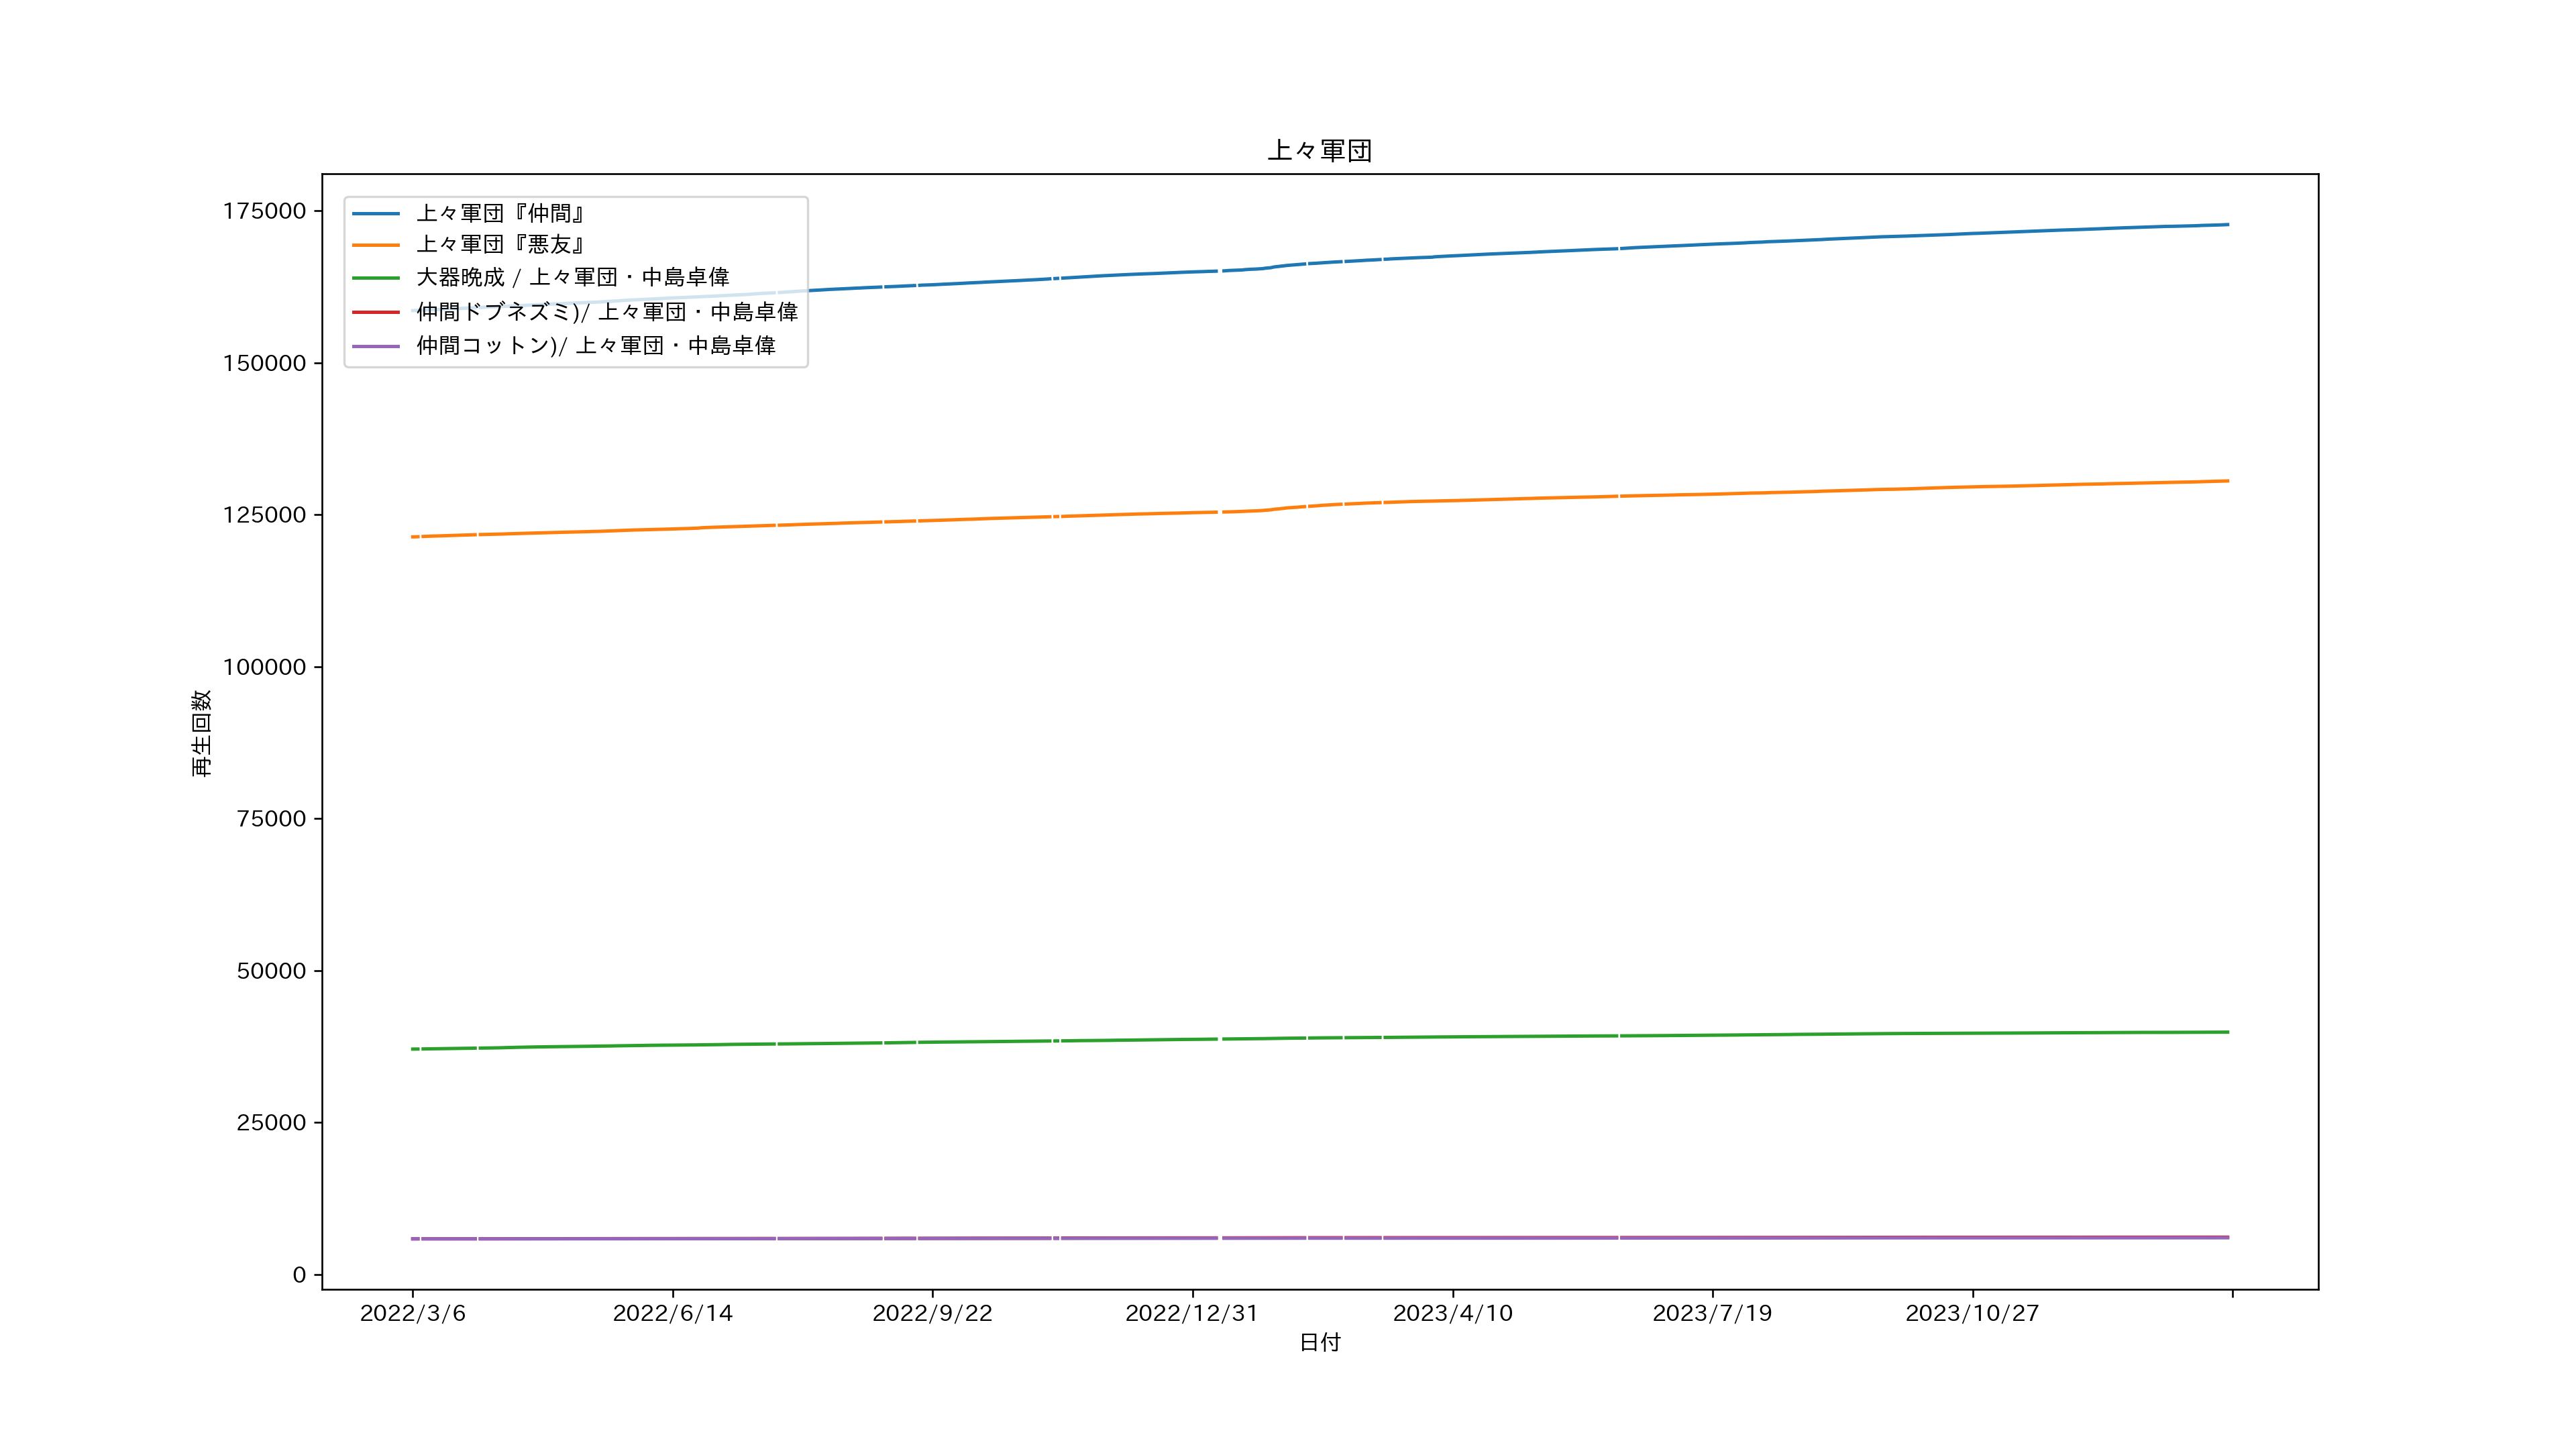 上々軍団
175000
150000
125000
100000
75000
50000
25000
0
再生回数
上々軍団『仲間』
上々軍団『悪友』
大器晩成 / 上々軍団・中島卓偉
仲間ドブネズミ)/ 上々軍団・中島卓偉
仲間コットン)/ 上々軍団・中島卓偉
2022/3/6 2022/6/14 2022/9/22 2022/12/31 2023/4/10 2023/7/19 2023/10/27
日付